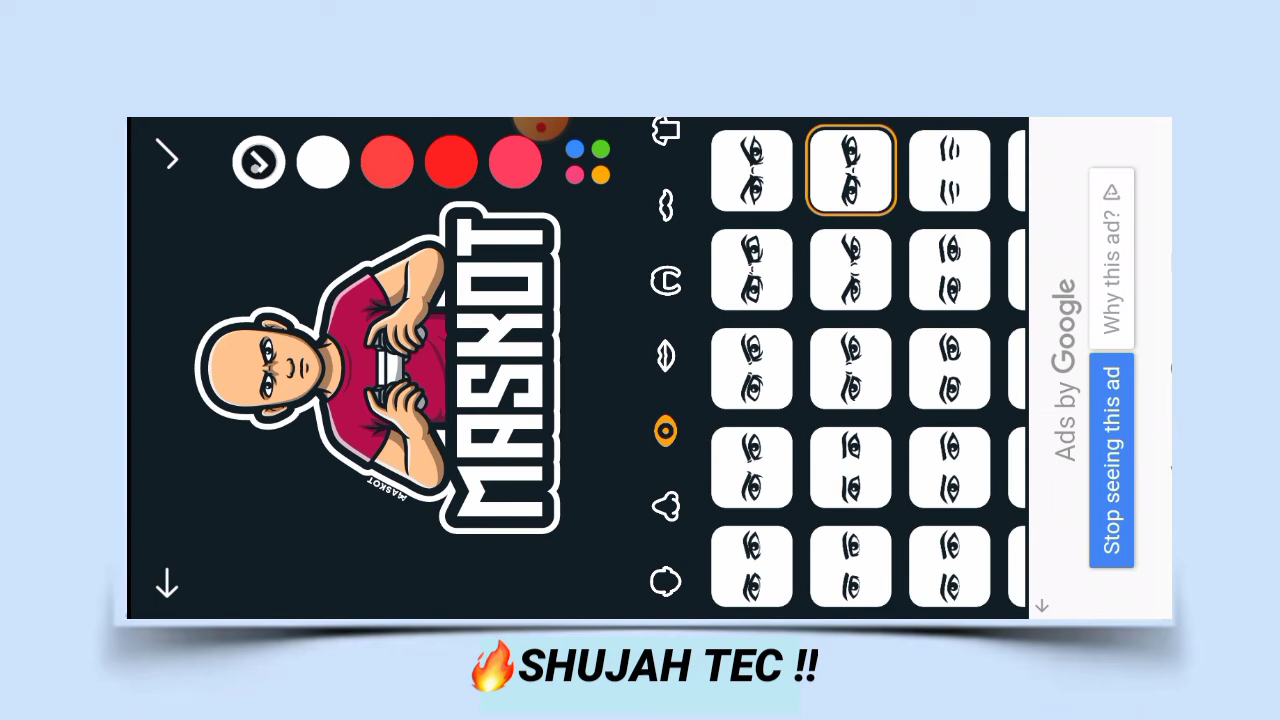 MASKOT
MASKOT
Ads by Google
Stop seeing this ad
Why this ad?
🔥SHUJAH TEC !!